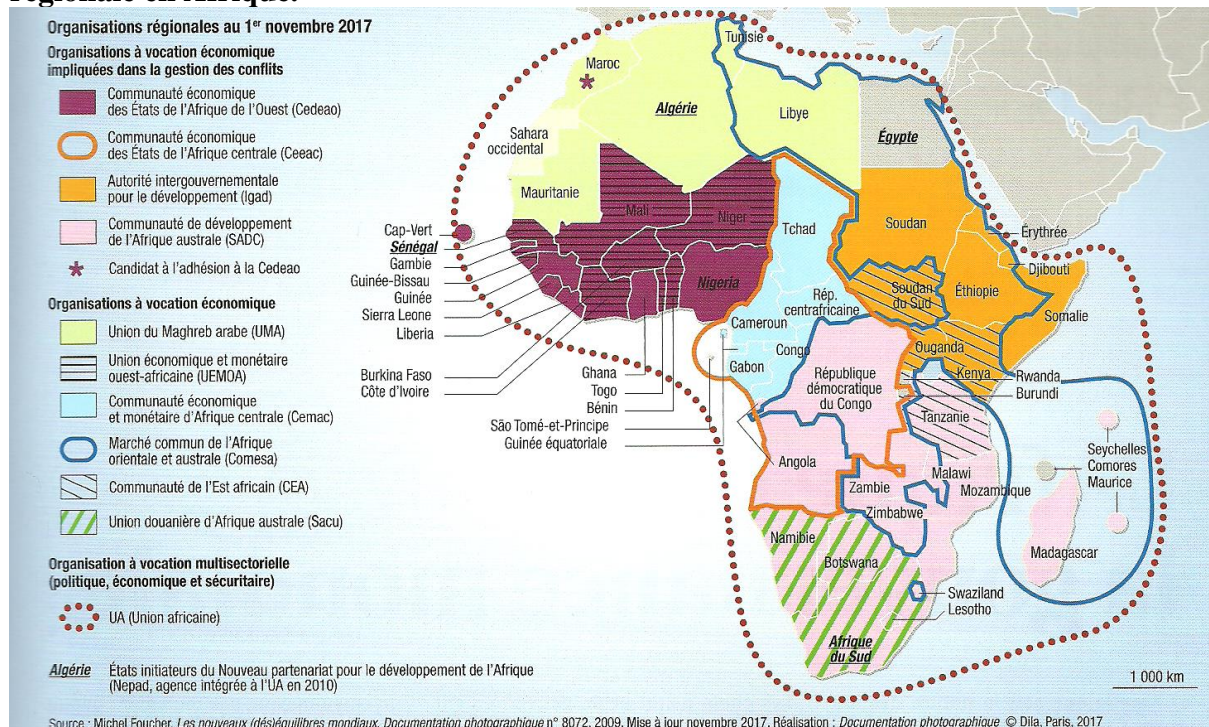 régionale en Afrique.
Organisations régionales au 1er novembre 2017
Organisations à vocation économique
impliquées dans la gestion des conflits
Communauté économique
des États de l'Afrique de l'Ouest (Cedeao)
Communauté économique
des États de l'Afrique centrale (Ceeac)
Autorité intergouvernementale
pour le développement (Igad)
Communauté de développement
de l'Afrique australe (SADC)
* Candidat à l'adhésion à la Cedeao
Organisations à vocation économique
Union du Maghreb arabe (UMA)
Union économique et monétaire
ouest-africaine (UEMOA)
Communauté économique
et monétaire d'Afrique centrale (Cemac)
Marché commun de l'Afrique
orientale et australe (Comesa)
Communauté de l'Est africain (CEA)
Union douanière d'Afrique australe (Sacu)
Organisation à vocation multisectorielle
(politique, économique et sécuritaire)
UA (Union africaine)
Algérie États initiateurs du Nouveau partenariat pour le développement de l'Afrique
(Nepad, agence intégrée à l'UA en 2010)
Tunisie
Maroc
*
Algérie
Libye
Égypte
Sahara
occidental
Mauritanie
Mali
Niger
Tchad
Soudan
Érythrée
Cap-Vert
Sénégal
Gambie
Guinée-Bissau
Guinée
Sierra Leone
Liberia
Nigeria
Djibouti
Soudan
du Sud
Éthiopie
Somalie
Rép.
centrafricaine
Cameroun
Congo
Gabon
Ouganda
Kenya
Burkina Faso
Côte d'Ivoire
Ghana
Togo
Bénin
São Tomé-et-Principe
Guinée équatoriale
République
démocratique
du Congo
Rwanda
Burundi
Tanzanie
Seychelles
Comores
Maurice
Angola
Malawi
Zambie
Mozambique
Zimbabwe
Madagascar
Namibie
Botswana
Swaziland
Lesotho
Afrique
du Sud
1 000 km
Source : Michel Foucher, Les nouveaux (dés)équilibres mondiaux, Documentation photographique n° 8072, 2009. Mise à jour novembre 2017. Réalisation : Documentation photographique © Dila, Paris, 2017